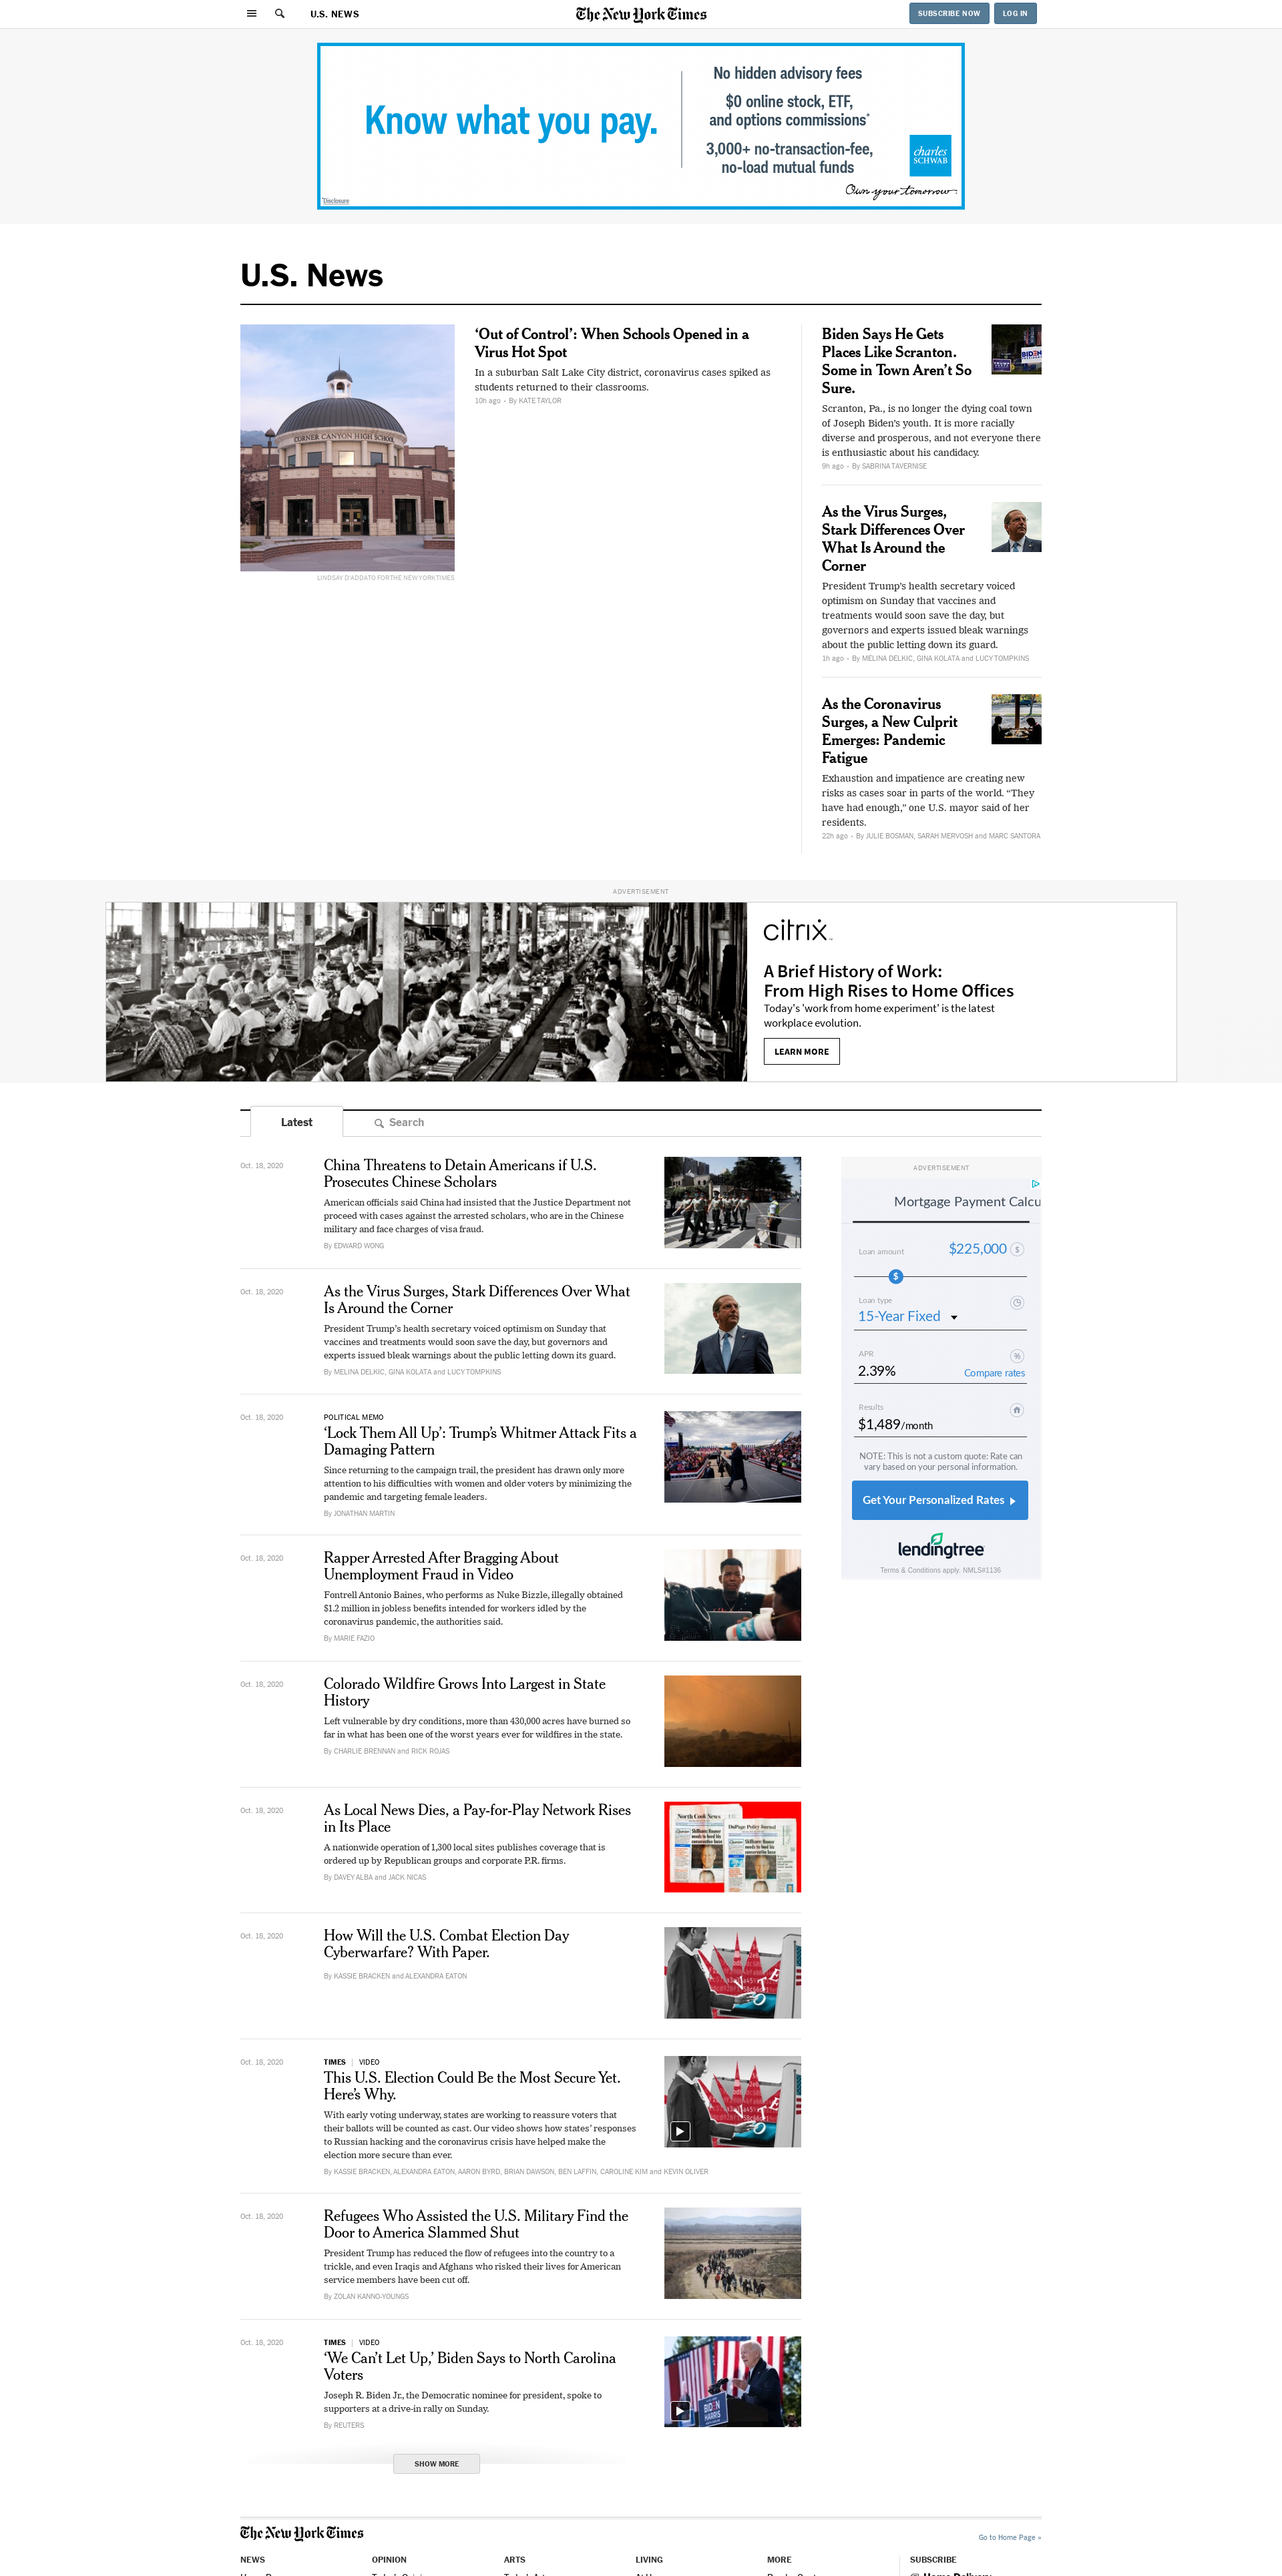 U.S. NEWS
The New York Times
SUBSCRIBE NOW
LOG IN
Know what you pay.
No hidden advisory fees
$0 online stock, ETF,
and options commissions*
3,000+ no-transaction-fee,
no-load mutual funds
charles
SCHWAB
Own your tomorrow
*Disclosure
U.S. News
CORNER CANYON HIGH SCHOOL
LINDSAY D'ADDATO FOR THE NEW YORK TIMES
‘Out of Control’: When Schools Opened in a
Virus Hot Spot
In a suburban Salt Lake City district, coronavirus cases spiked as
students returned to their classrooms.
10h ago • By KATE TAYLOR
Biden Says He Gets
Places Like Scranton.
Some in Town Aren’t So
Sure.
Scranton, Pa., is no longer the dying coal town
of Joseph Biden’s youth. It is more racially
diverse and prosperous, and not everyone there
is enthusiastic about his candidacy.
9h ago • By SABRINA TAVERNISE
As the Virus Surges,
Stark Differences Over
What Is Around the
Corner
President Trump’s health secretary voiced
optimism on Sunday that vaccines and
treatments would soon save the day, but
governors and experts issued bleak warnings
about the public letting down its guard.
1h ago • By MELINA DELKIC, GINA KOLATA and LUCY TOMPKINS
As the Coronavirus
Surges, a New Culprit
Emerges: Pandemic
Fatigue
Exhaustion and impatience are creating new
risks as cases soar in parts of the world. “They
have had enough,” one U.S. mayor said of her
residents.
22h ago • By JULIE BOSMAN, SARAH MERVOSH and MARC SANTORA
ADVERTISEMENT
citrix
A Brief History of Work:
From High Rises to Home Offices
Today's 'work from home experiment' is the latest
workplace evolution.
LEARN MORE
Latest
Search
Oct. 18, 2020
China Threatens to Detain Americans if U.S.
Prosecutes Chinese Scholars
American officials said China had insisted that the Justice Department not
proceed with cases against the arrested scholars, who are in the Chinese
military and face charges of visa fraud.
By EDWARD WONG
Oct. 18, 2020
As the Virus Surges, Stark Differences Over What
Is Around the Corner
President Trump’s health secretary voiced optimism on Sunday that
vaccines and treatments would soon save the day, but governors and
experts issued bleak warnings about the public letting down its guard.
By MELINA DELKIC, GINA KOLATA and LUCY TOMPKINS
Oct. 18, 2020
POLITICAL MEMO
‘Lock Them All Up’: Trump’s Whitmer Attack Fits a
Damaging Pattern
Since returning to the campaign trail, the president has drawn only more
attention to his difficulties with women and older voters by minimizing the
pandemic and targeting female leaders.
By JONATHAN MARTIN
Oct. 18, 2020
Rapper Arrested After Bragging About
Unemployment Fraud in Video
Fontrell Antonio Baines, who performs as Nuke Bizzle, illegally obtained
$1.2 million in jobless benefits intended for workers idled by the
coronavirus pandemic, the authorities said.
By MARIE FAZIO
Oct. 18, 2020
Colorado Wildfire Grows Into Largest in State
History
Left vulnerable by dry conditions, more than 430,000 acres have burned so
far in what has been one of the worst years ever for wildfires in the state.
By CHARLIE BRENNAN and RICK ROJAS
Oct. 18, 2020
As Local News Dies, a Pay-for-Play Network Rises
in Its Place
A nationwide operation of 1,300 local sites publishes coverage that is
ordered up by Republican groups and corporate P.R. firms.
By DAVEY ALBA and JACK NICAS
North Cook News
DuPage Policy Journal
Oct. 18, 2020
How Will the U.S. Combat Election Day
Cyberwarfare? With Paper.
By KASSIE BRACKEN and ALEXANDRA EATON
Oct. 18, 2020
TIMES | VIDEO
This U.S. Election Could Be the Most Secure Yet.
Here’s Why.
With early voting underway, states are working to reassure voters that
their ballots will be counted as cast. Our video shows how states’ responses
to Russian hacking and the coronavirus crisis have helped make the
election more secure than ever.
By KASSIE BRACKEN, ALEXANDRA EATON, AARON BYRD, BRIAN DAWSON, BEN LAFFIN, CAROLINE KIM and KEVIN OLIVER
Oct. 18, 2020
Refugees Who Assisted the U.S. Military Find the
Door to America Slammed Shut
President Trump has reduced the flow of refugees into the country to a
trickle, and even Iraqis and Afghans who risked their lives for American
service members have been cut off.
By ZOLAN KANNO-YOUNGS
Oct. 18, 2020
TIMES | VIDEO
‘We Can’t Let Up,’ Biden Says to North Carolina
Voters
Joseph R. Biden Jr., the Democratic nominee for president, spoke to
supporters at a drive-in rally on Sunday.
By REUTERS
BIDEN
HARRIS
SHOW MORE
ADVERTISEMENT
Mortgage Payment Calcu
Loan amount
$225,000
$
$
Loan type
15-Year Fixed
APR
%
2.39%
Compare rates
Results
$1,489/month
NOTE: This is not a custom quote: Rate can
vary based on your personal information.
Get Your Personalized Rates
lendingtree
Terms & Conditions apply. NMLS#1136
The New York Times
Go to Home Page »
NEWS
OPINION
ARTS
LIVING
MORE
SUBSCRIBE